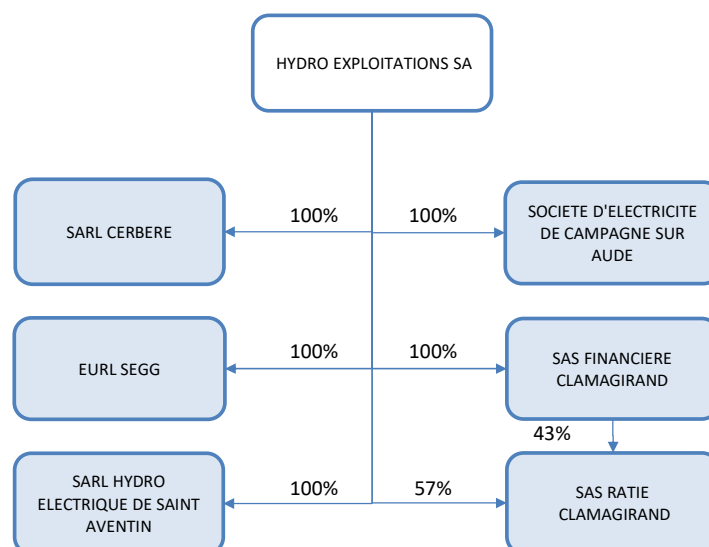 HYDRO EXPLOITATIONS SA
100%
100%
SARL CERBERE
SOCIETE D'ELECTRICITE
DE CAMPAGNE SUR
AUDE
100%
100%
EURL SEGG
SAS FINANCIERE
CLAMAGIRAND
43%
SARL HYDRO
ELECTRIQUE DE SAINT
AVENTIN
100%
57%
SAS RATIE
CLAMAGIRAND